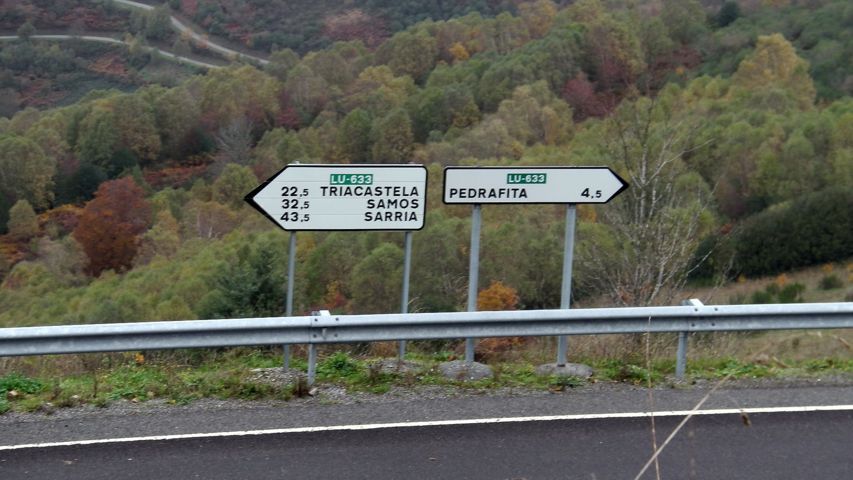 LU-633
22,5 TRIACASTELA
32,5 SAMOS
43,5 SARRIA
LU-633
PEDRAFITA 4,5